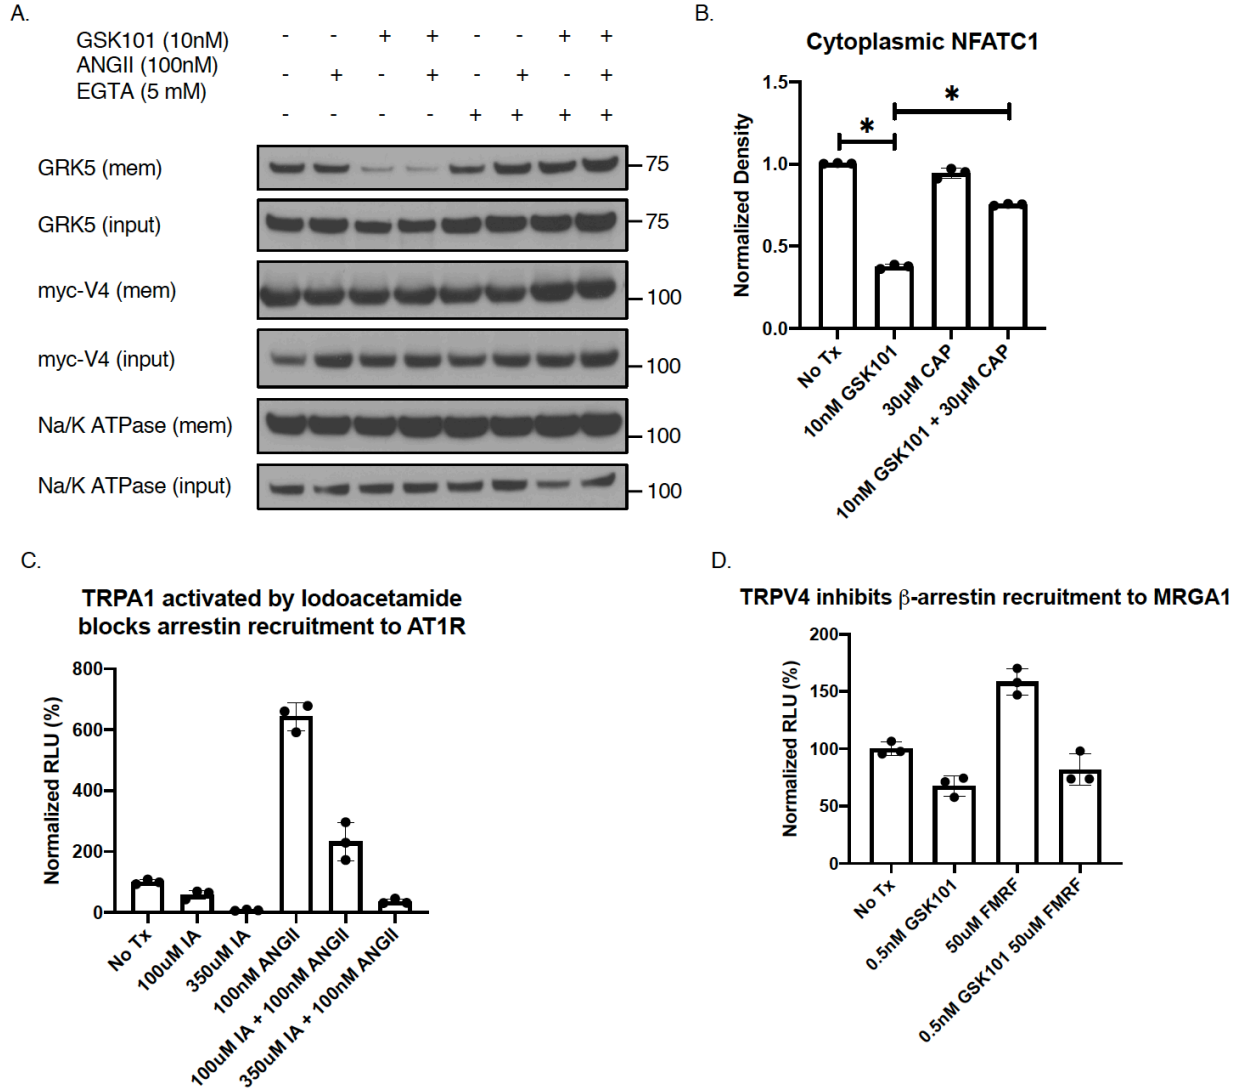 A.
GSK101 (10nM) - - + + - - + +
ANGII (100nM) - + - + - + - +
EGTA (5 mM)
- - - - + + + +
GRK5 (mem) 75
GRK5 (input) 75
myc-V4 (mem) 100
myc-V4 (input) 100
Na/K ATPase (mem) 100
Na/K ATPase (input) 100
B.
Cytoplasmic NFATC1
Normalized Density
1.5
1.0
0.5
0.0
*
*
No Tx
10nM GSK101
30µM CAP
10nM GSK101 + 30µM CAP
C.
TRPA1 activated by Iodoacetamide
blocks arrestin recruitment to AT1R
Normalized RLU (%)
800
600
400
200
0
No Tx
100uM IA
350uM IA
100nM ANGII
100uM IA + 100nM ANGII
350uM IA + 100nM ANGII
D.
TRPV4 inhibits β-arrestin recruitment to MRGA1
Normalized RLU (%)
200
150
100
50
0
No Tx
0.5nM GSK101
50uM FMRF
0.5nM GSK101 50uM FMRF